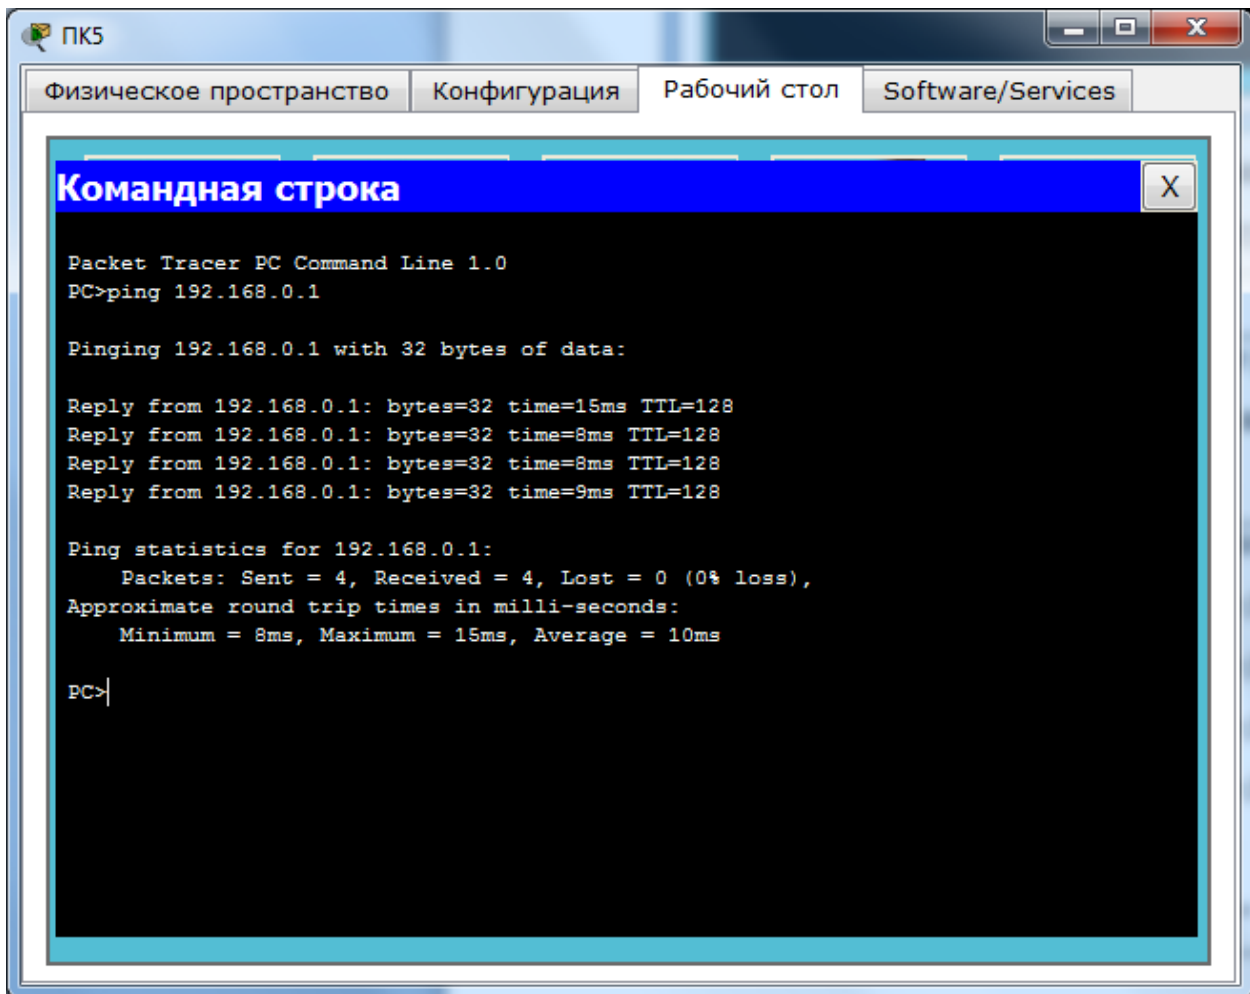 ПК5
Физическое пространство
Конфигурация
Рабочий стол
Software/Services
Командная строка
X
Packet Tracer PC Command Line 1.0
PC>ping 192.168.0.1
Pinging 192.168.0.1 with 32 bytes of data:
Reply from 192.168.0.1: bytes=32 time=15ms TTL=128
Reply from 192.168.0.1: bytes=32 time=8ms TTL=128
Reply from 192.168.0.1: bytes=32 time=8ms TTL=128
Reply from 192.168.0.1: bytes=32 time=9ms TTL=128
Ping statistics for 192.168.0.1:
Packets: Sent = 4, Received = 4, Lost = 0 (0% loss),
Approximate round trip times in milli-seconds:
Minimum = 8ms, Maximum = 15ms, Average = 10ms
PC>